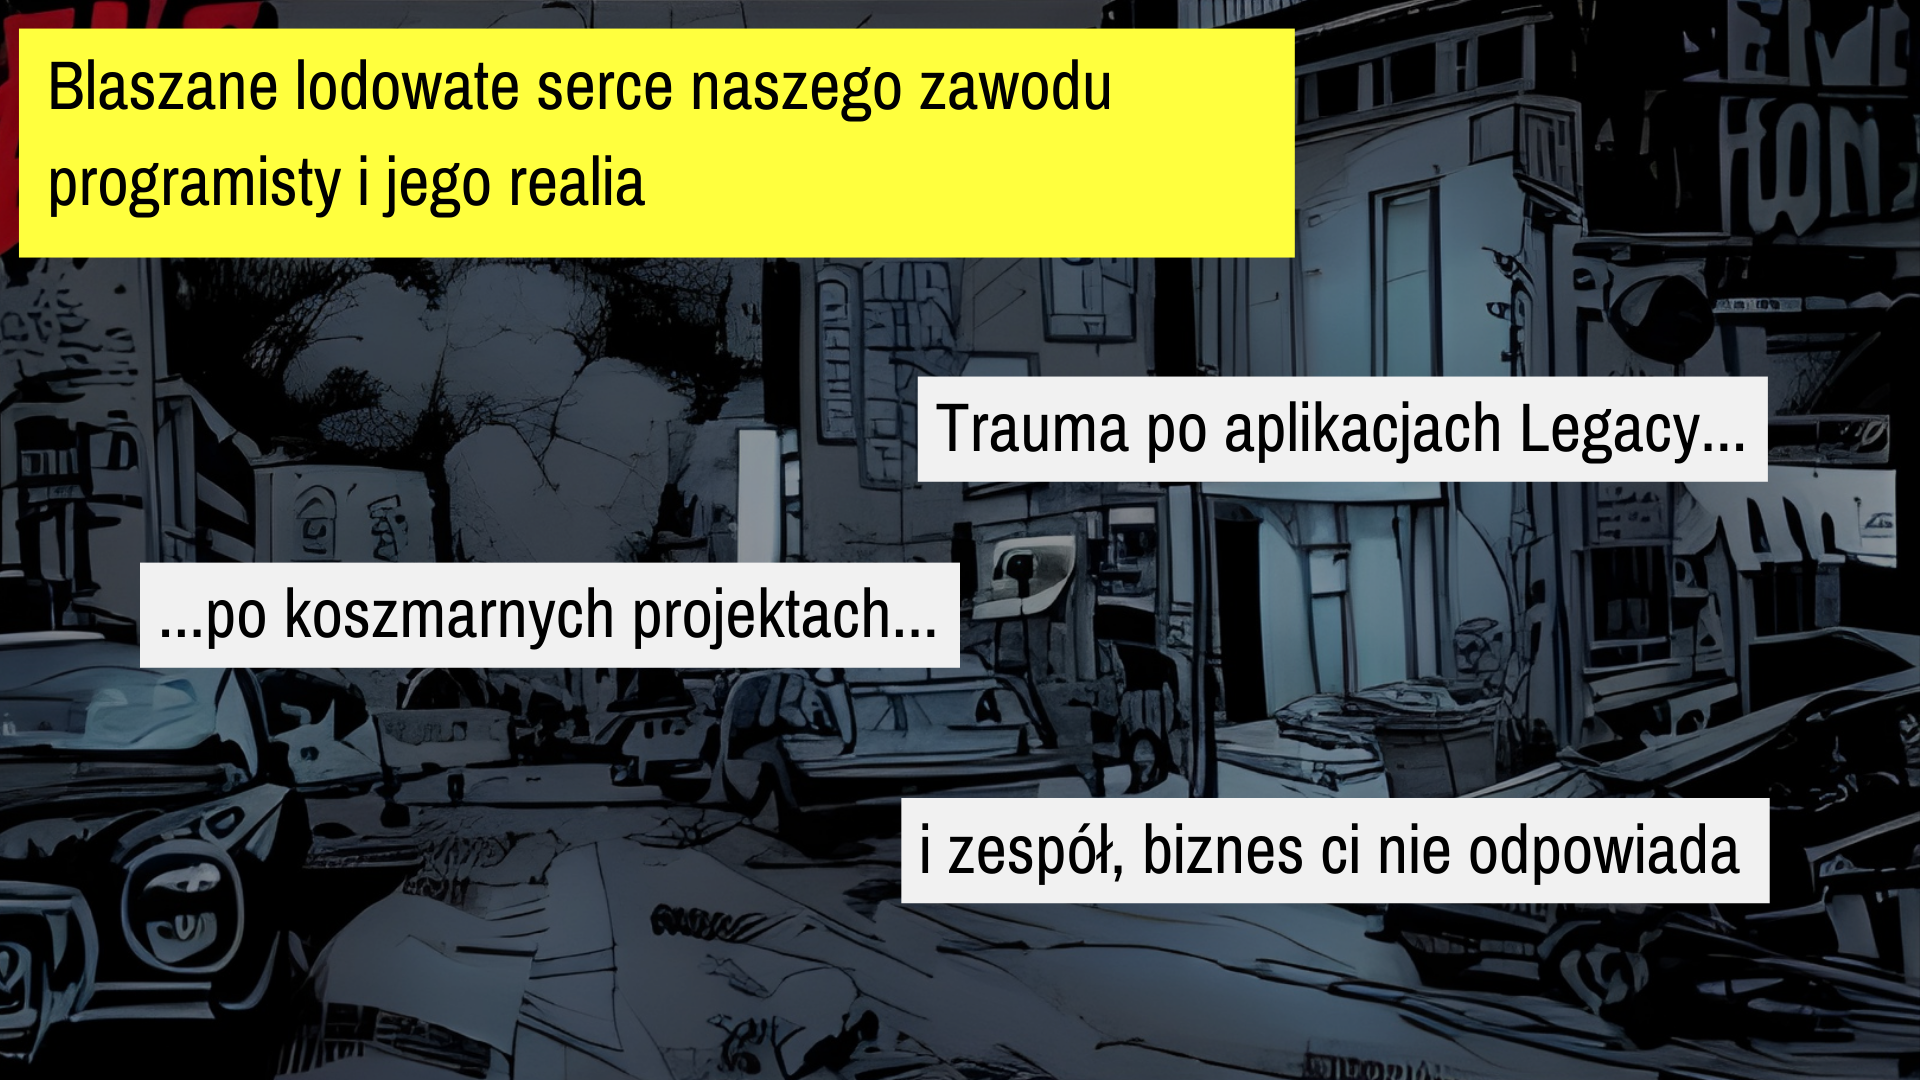 Blaszane lodowate serce naszego zawodu
programisty i jego realia
Trauma po aplikacjach Legacy...
...po koszmarnych projektach...
i zespół, biznes ci nie odpowiada